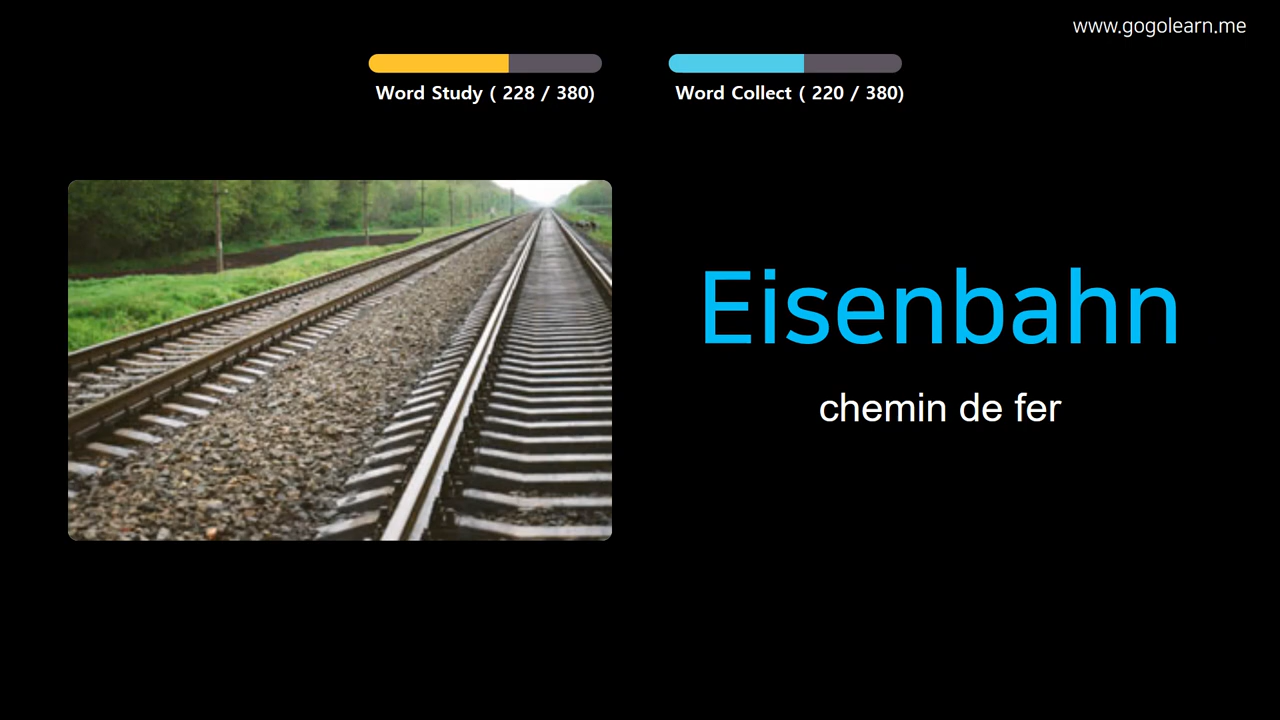 www.gogolearn.me
Word Study ( 228 / 380)
Word Collect ( 220 / 380)
Eisenbahn
chemin de fer